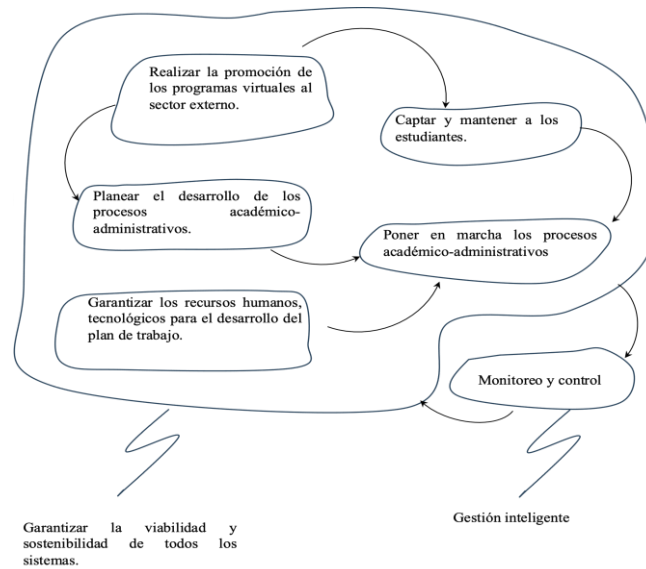 Realizar la promoción de
los programas virtuales al
sector externo.
Captar y mantener a los
estudiantes.
Planear el desarrollo de los
procesos académico-
administrativos.
Poner en marcha los procesos
académico-administrativos
Garantizar los recursos humanos,
tecnológicos para el desarrollo del
plan de trabajo.
Monitoreo y control
Garantizar la viabilidad y
sostenibilidad de todos los
sistemas.
Gestión inteligente